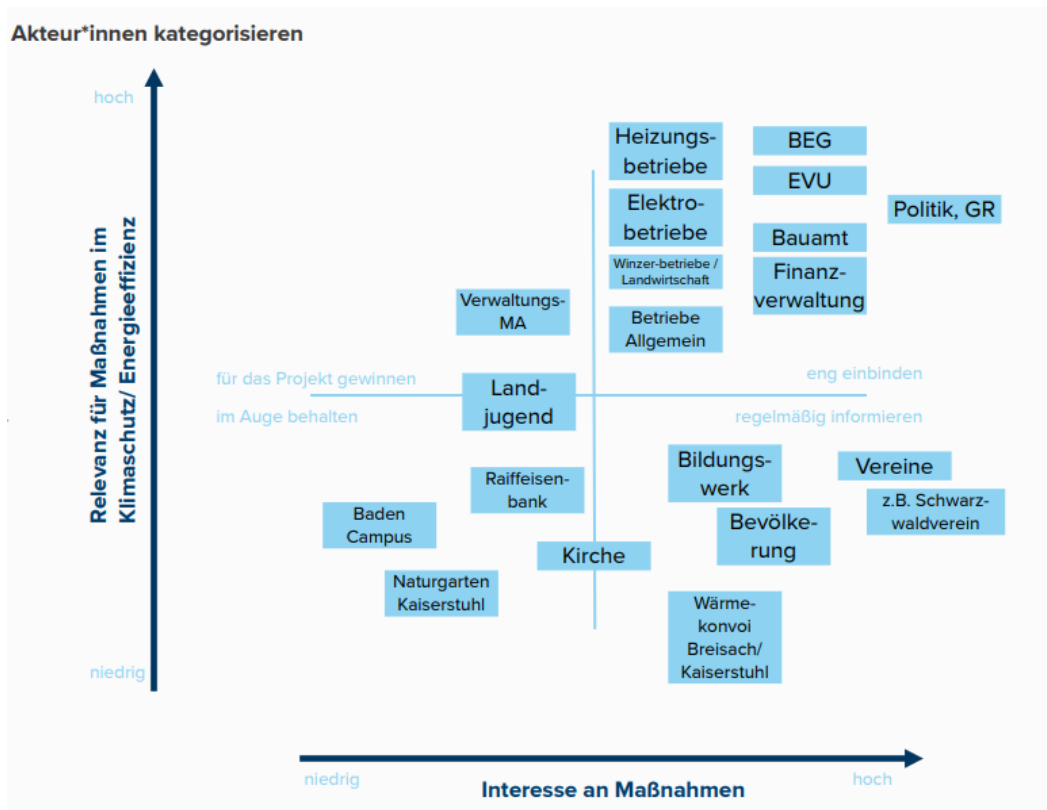 Akteur*innen kategorisieren
hoch
Relevanz für Maßnahmen im
Klimaschutz/ Energieeffizienz
niedrig
Heizungs-
betriebe
BEG
EVU
Politik, GR
Elektro-
betriebe
Bauamt
Winzer-betriebe /
Landwirtschaft
Finanz-
verwaltung
Verwaltungs-
MA
Betriebe
Allgemein
für das Projekt gewinnen
eng einbinden
Land-
jugend
im Auge behalten
regelmäßig informieren
Bildungs-
werk
Vereine
Raiffeisen-
bank
z.B. Schwarz-
waldverein
Baden
Campus
Bevölke-
rung
Kirche
Naturgarten
Kaiserstuhl
Wärme-
konvoi
Breisach/
Kaiserstuhl
niedrig
Interesse an Maßnahmen
hoch